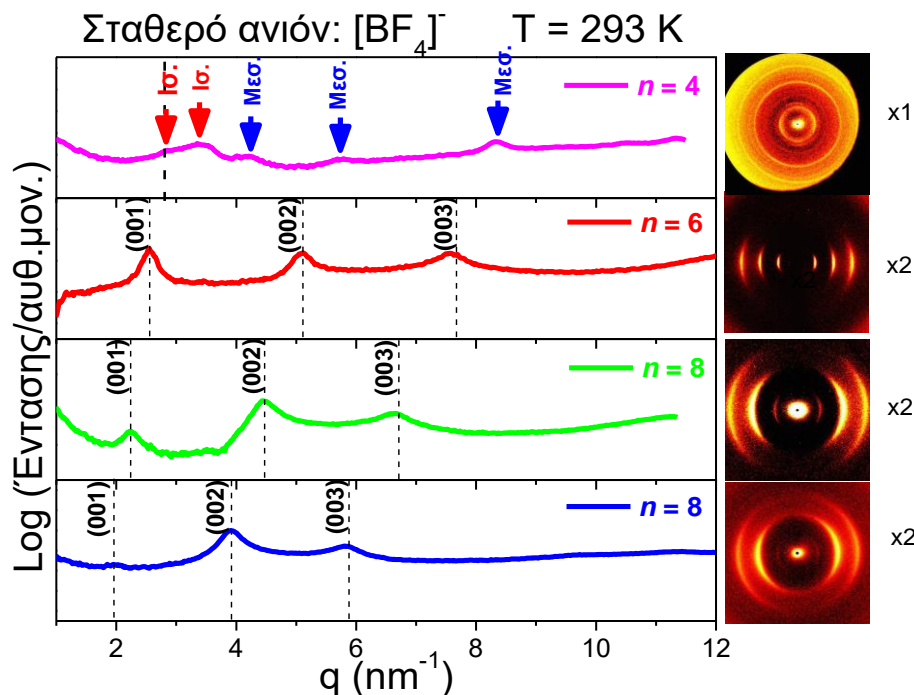 Σταθερό ανιόν: [BF₄]⁻ T = 293 K
Ισ. Ισ. Μεσ. Μεσ. Μεσ.
n = 4
x1
(001) (002) (003)
n = 6
x2
x2
(001) (002) (003)
n = 8
x2
(001) (002) (003)
n = 8
x2
Log (Έντασης/αυθ.μον.)
2 4 6 8 10 12
q (nm⁻¹)